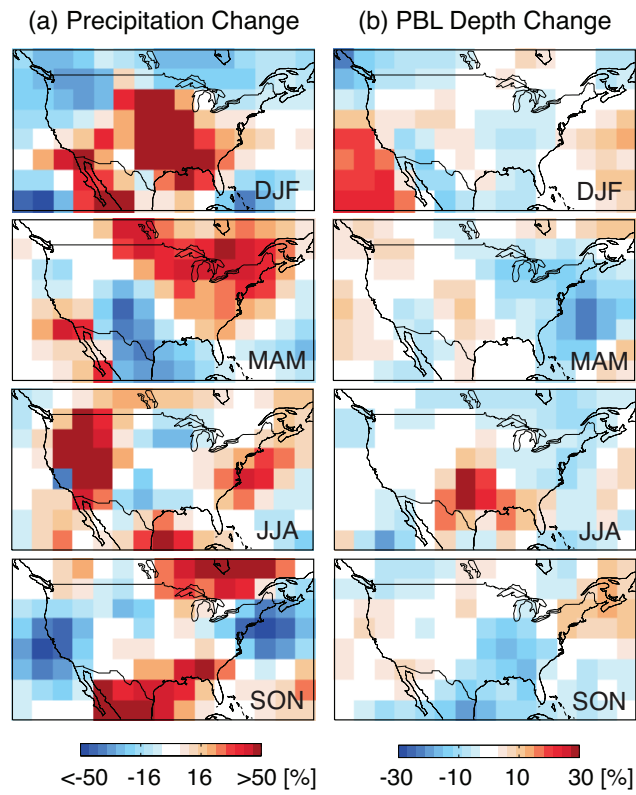 (a) Precipitation Change (b) PBL Depth Change
DJF DJF
MAM MAM
JJA JJA
SON SON
<-50 -16 16 >50 [%] -30 -10 10 30 [%]